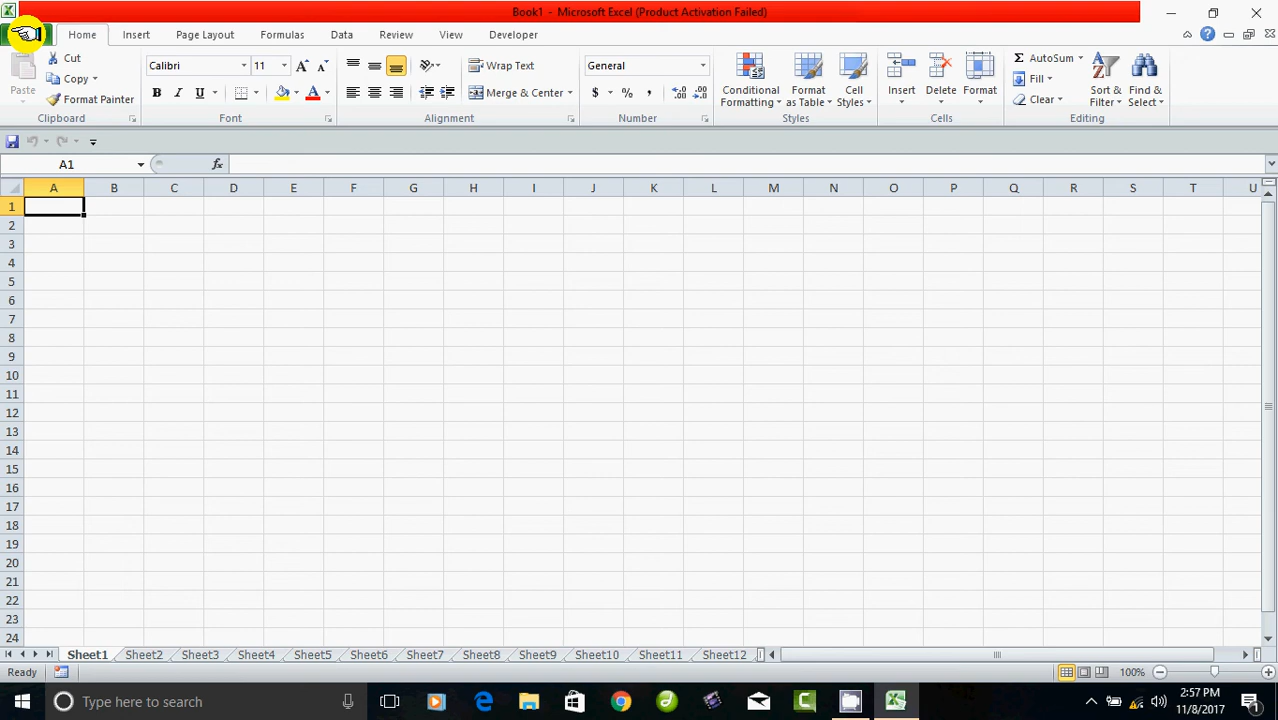 Book1 - Microsoft Excel (Product Activation Failed)
Home Insert Page Layout Formulas Data Review View Developer
Paste
Cut
Copy
Format Painter
Clipboard
Calibri 11
B I U A
Font
Wrap Text
Merge & Center
Alignment
General
$ % ,
Number
Conditional Formatting
Format as Table
Cell Styles
Styles
Insert Delete Format
Cells
Σ AutoSum
Fill
Clear
Sort & Filter
Find & Select
Editing
A1 fx
A B C D E F G H I J K L M N O P Q R S T U
1
2
3
4
5
6
7
8
9
10
11
12
13
14
15
16
17
18
19
20
21
22
23
24
Sheet1 Sheet2 Sheet3 Sheet4 Sheet5 Sheet6 Sheet7 Sheet8 Sheet9 Sheet10 Sheet11 Sheet12
Ready 100%
Type here to search
2:57 PM
11/8/2017